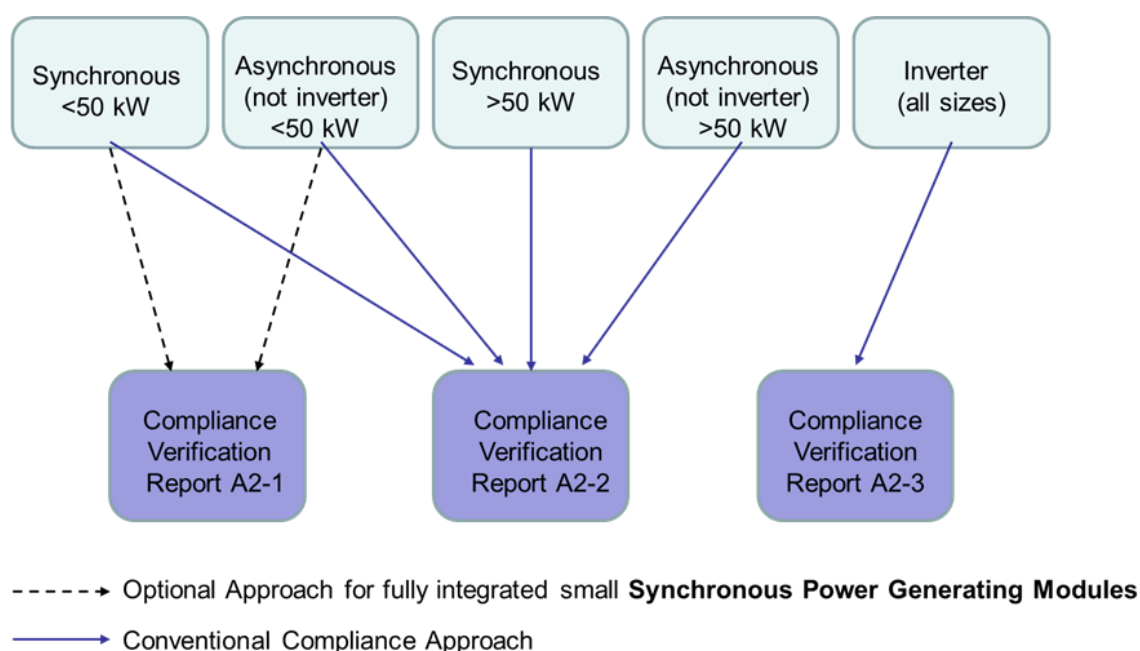 Synchronous
<50 kW
Asynchronous
(not inverter)
<50 kW
Synchronous
>50 kW
Asynchronous
(not inverter)
>50 kW
Inverter
(all sizes)
Compliance
Verification
Report A2-1
Compliance
Verification
Report A2-2
Compliance
Verification
Report A2-3
Optional Approach for fully integrated small Synchronous Power Generating Modules
Conventional Compliance Approach